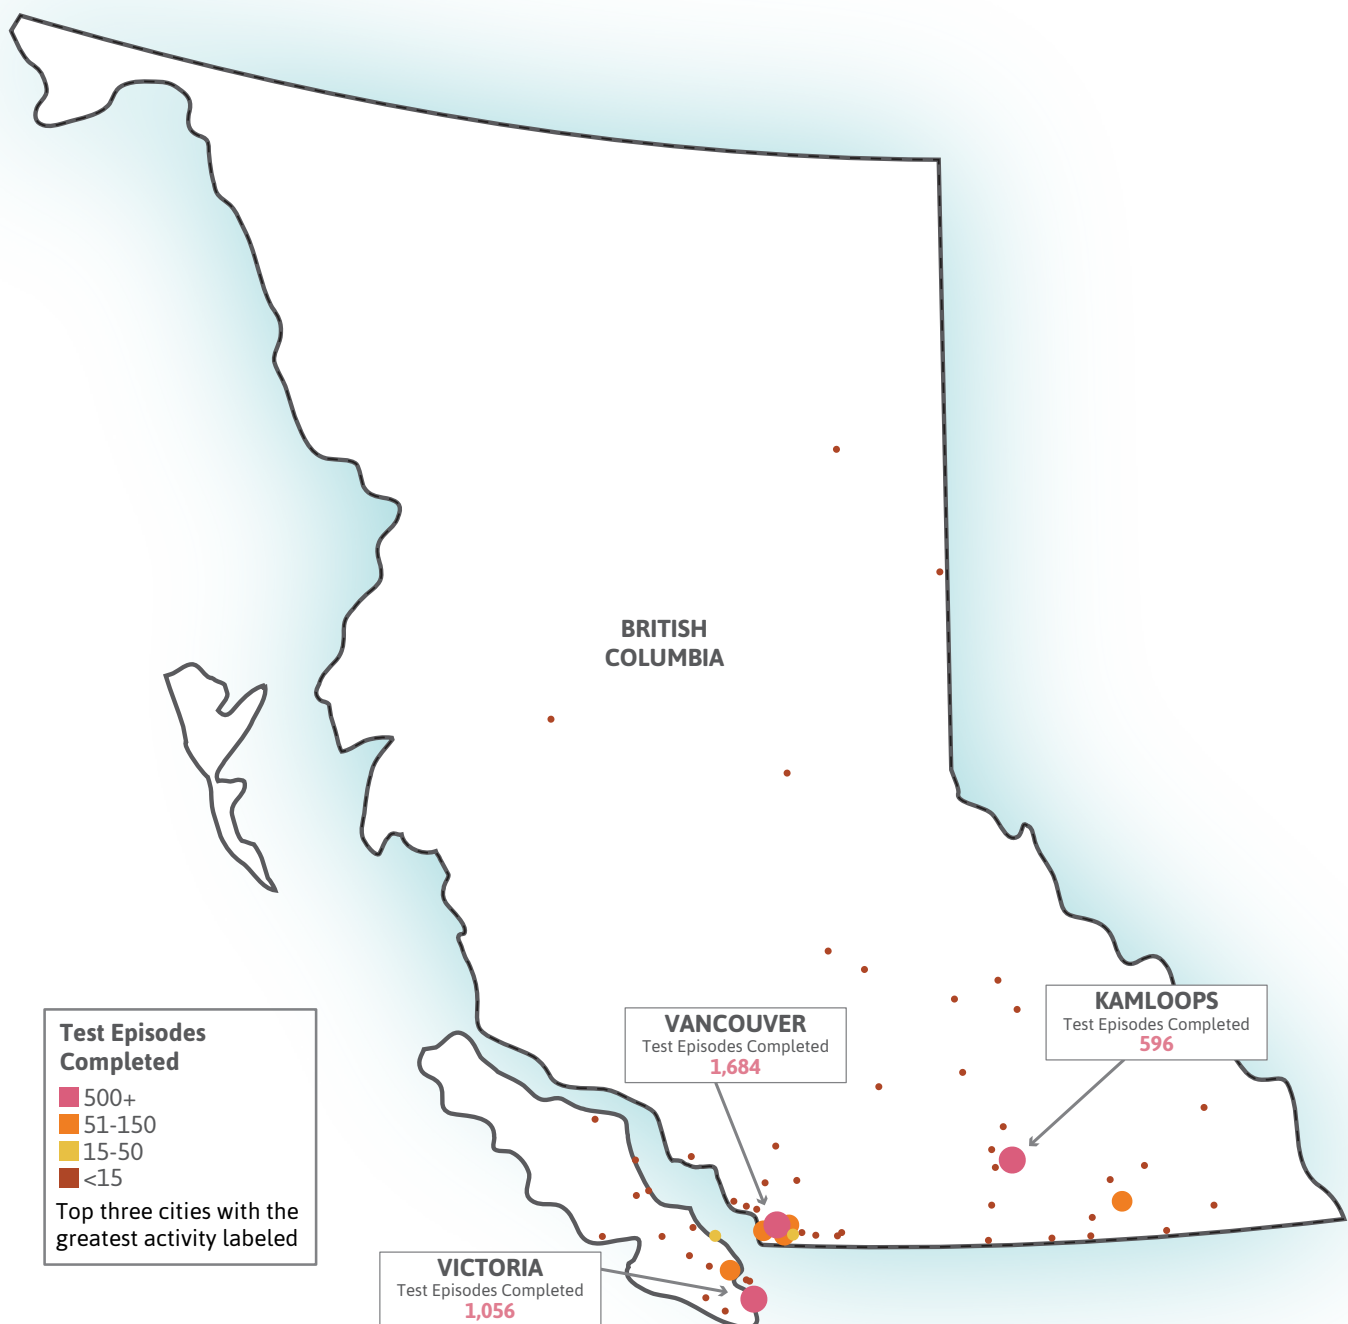 BRITISH
COLUMBIA
KAMLOOPS
Test Episodes Completed
596
VANCOUVER
Test Episodes Completed
1,684
Test Episodes
Completed
500+
51-150
15-50
<15
Top three cities with the
greatest activity labeled
VICTORIA
Test Episodes Completed
1,056